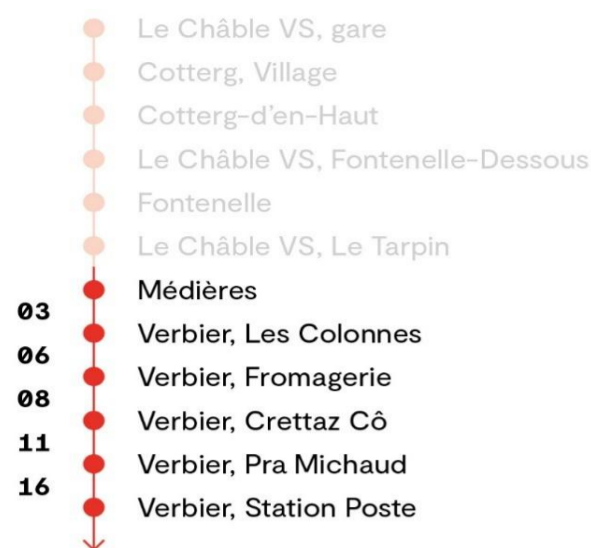 Le Châble VS, gare
Cotterg, Village
Cotterg-d'en-Haut
Le Châble VS, Fontenelle-Dessous
Fontenelle
Le Châble VS, Le Tarpin
Médières
03
Verbier, Les Colonnes
06
Verbier, Fromagerie
08
Verbier, Crettaz Cô
11
Verbier, Pra Michaud
16
Verbier, Station Poste